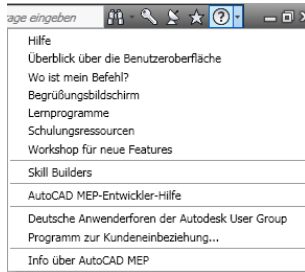 rage eingeben
Hilfe
Überblick über die Benutzeroberfläche
Wo ist mein Befehl?
Begrüßungsbildschirm
Lernprogramme
Schulungsressourcen
Workshop für neue Features
Skill Builders
AutoCAD MEP-Entwickler-Hilfe
Deutsche Anwenderforen der Autodesk User Group
Programm zur Kundeneinbeziehung...
Info über AutoCAD MEP